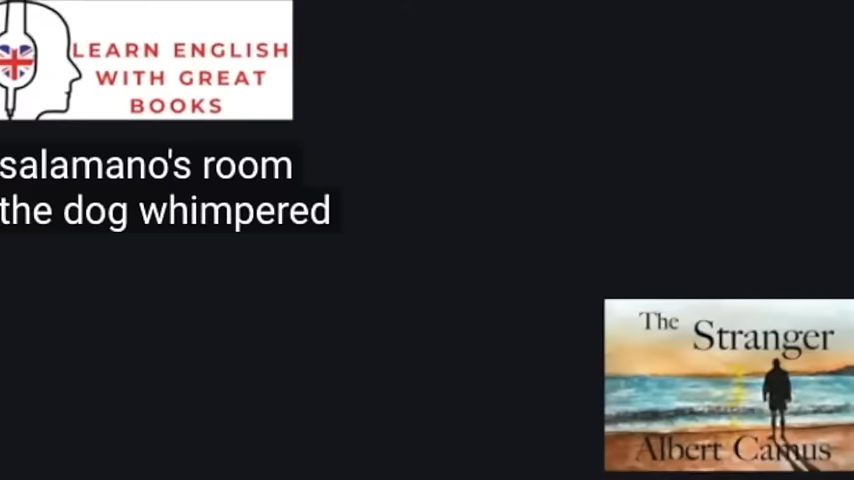 LEARN ENGLISH
WITH GREAT
BOOKS
salamano's room
the dog whimpered
The Stranger
Albert Camus